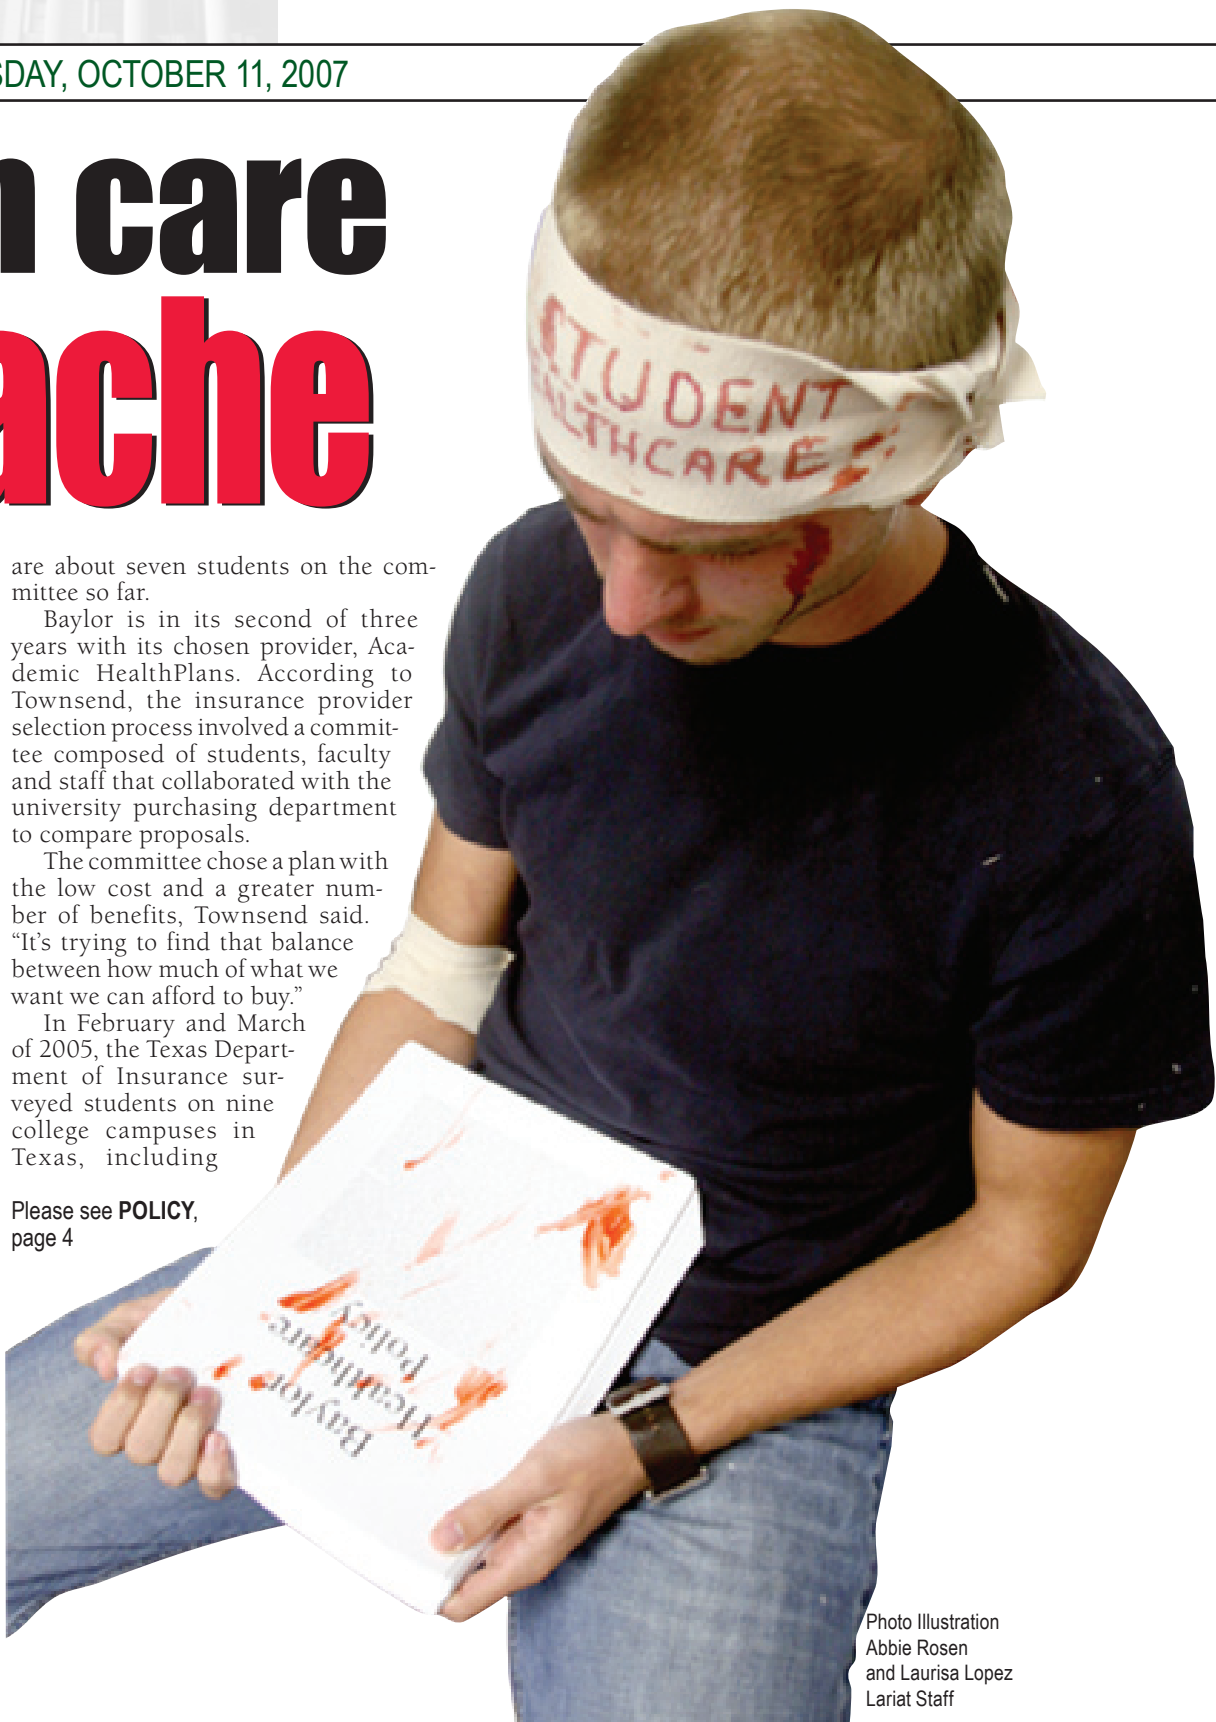 SDAY, OCTOBER 11, 2007
care
ache
are about seven students on the com-
mittee so far.
Baylor is in its second of three
years with its chosen provider, Aca-
demic HealthPlans. According to
Townsend, the insurance provider
selection process involved a commit-
tee composed of students, faculty
and staff that collaborated with the
university purchasing department
to compare proposals.
The committee chose a plan with
the low cost and a greater num-
ber of benefits, Townsend said.
“It’s trying to find that balance
between how much of what we
want we can afford to buy.”
In February and March
of 2005, the Texas Depart-
ment of Insurance sur-
veyed students on nine
college campuses in
Texas, including
Please see POLICY,
page 4
STUDENT
EALTHCARE
Baylor
Healthcare
Policy
Photo Illustration
Abbie Rosen
and Laurisa Lopez
Lariat Staff